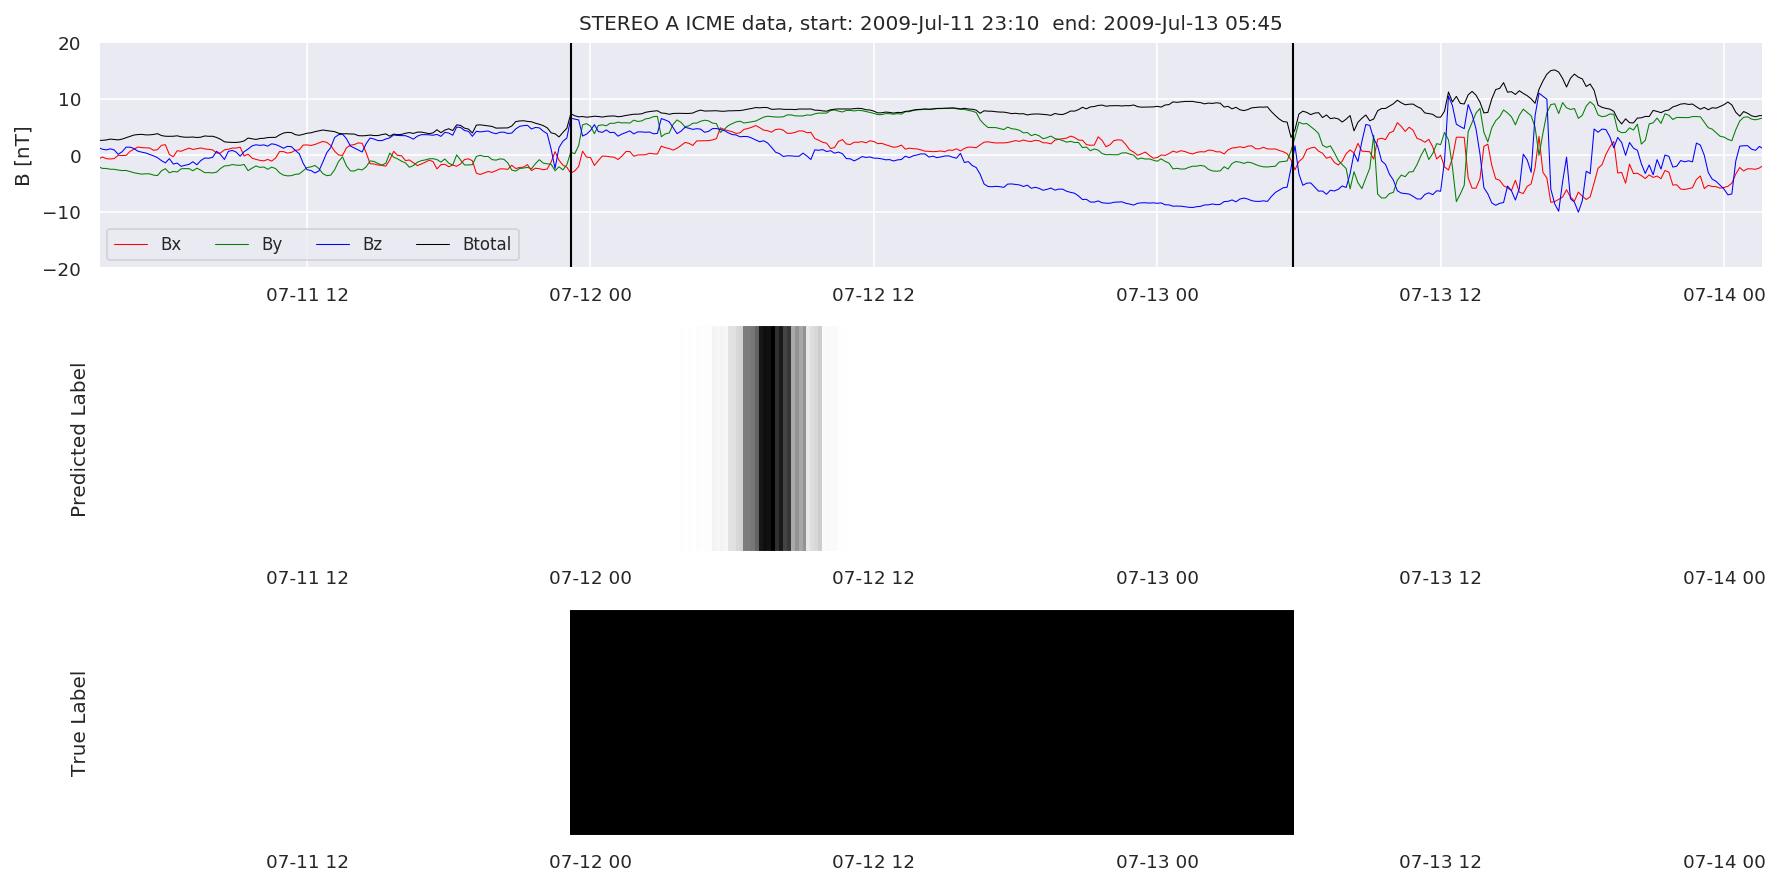 STEREO A ICME data, start: 2009-Jul-11 23:10  end: 2009-Jul-13 05:45
20
10
0
−10
−20
B [nT]
Bx By Bz Btotal
07-11 12 07-12 00 07-12 12 07-13 00 07-13 12 07-14 00
Predicted Label
07-11 12 07-12 00 07-12 12 07-13 00 07-13 12 07-14 00
True Label
07-11 12 07-12 00 07-12 12 07-13 00 07-13 12 07-14 00